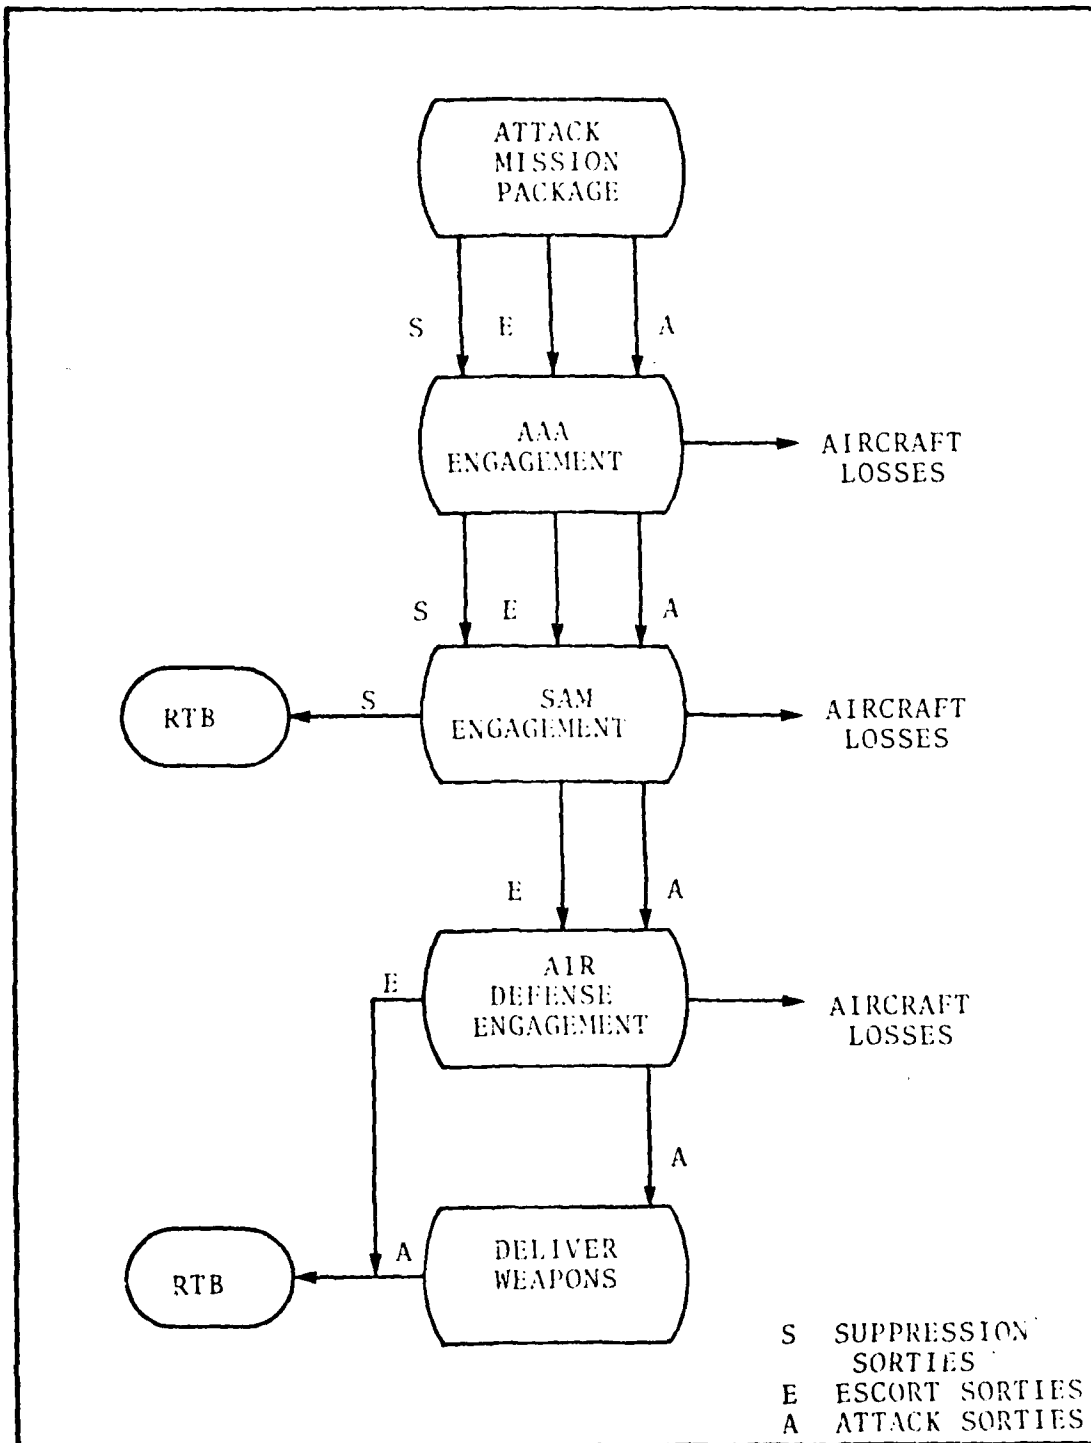 ATTACK
MISSION
PACKAGE
S E A
AAA
ENGAGEMENT
AIRCRAFT
LOSSES
S E A
RTB
S
SAM
ENGAGEMENT
AIRCRAFT
LOSSES
E A
E
AIR
DEFENSE
ENGAGEMENT
AIRCRAFT
LOSSES
A
RTB
A
DELIVER
WEAPONS
S SUPPRESSION
SORTIES
E ESCORT SORTIES
A ATTACK SORTIES